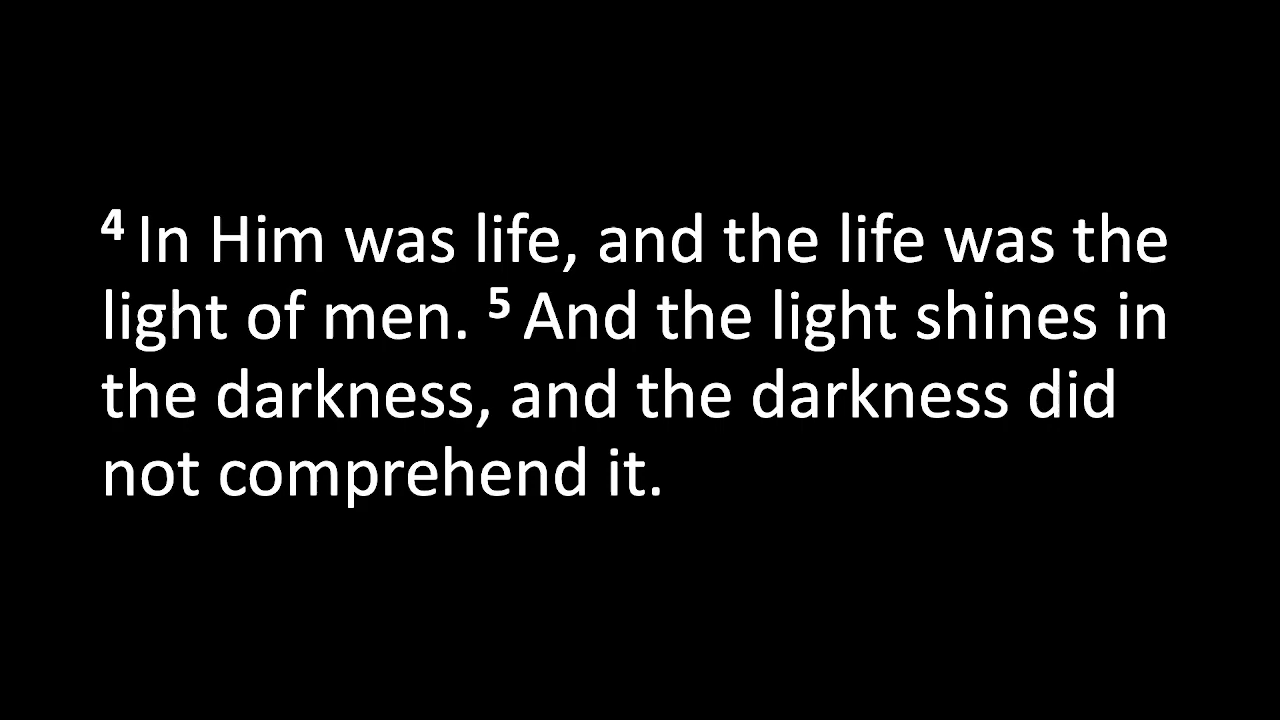 4 In Him was life, and the life was the
light of men. 5 And the light shines in
the darkness, and the darkness did
not comprehend it.